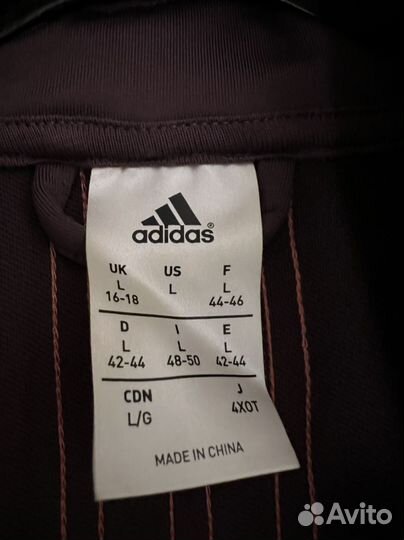 adidas®
UK US F
L L L
16-18 44-46
D I E
L L L
42-44 48-50 42-44
CDN J
L/G 4XOT
MADE IN CHINA
Avito